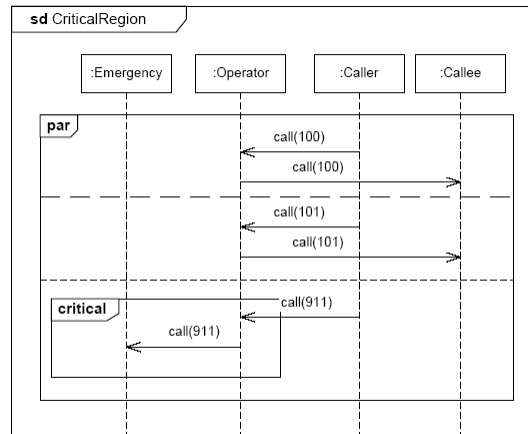 sd CriticalRegion
:Emergency :Operator :Caller :Callee
par
call(100)
call(100)
call(101)
call(101)
critical call(911)
call(911)